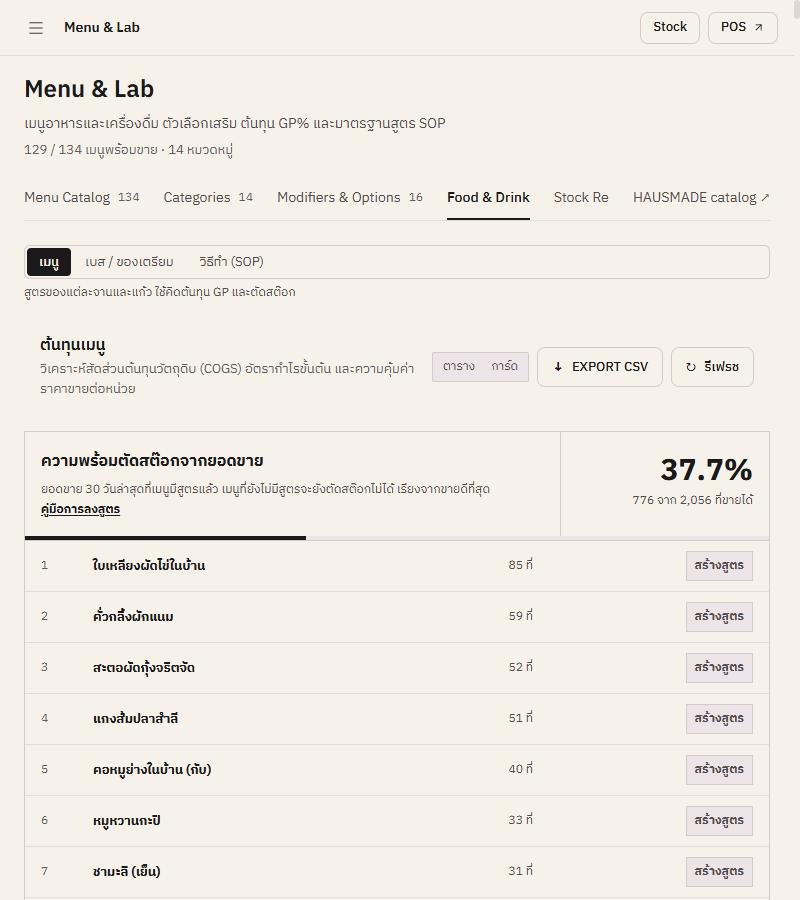 Menu & Lab
Stock
POS ↗
Menu & Lab
เมนูอาหารและเครื่องดื่ม ตัวเลือกเสริม ต้นทุน GP% และมาตรฐานสูตร SOP
129 / 134 เมนูพร้อมขาย · 14 หมวดหมู่
Menu Catalog 134
Categories 14
Modifiers & Options 16
Food & Drink
Stock Re
HAUSMADE catalog ↗
เมนู
เบส / ของเตรียม
วิธีทำ (SOP)
สูตรของแต่ละจานและแก้ว ใช้คิดต้นทุน GP และตัดสต๊อก
ต้นทุนเมนู
วิเคราะห์สัดส่วนต้นทุนวัตถุดิบ (COGS) อัตรากำไรขั้นต้น และความคุ้มค่า
ราคาขายต่อหน่วย
ตาราง
การ์ด
↓ EXPORT CSV
↻ รีเฟรช
ความพร้อมตัดสต๊อกจากยอดขาย
ยอดขาย 30 วันล่าสุดที่เมนูมีสูตรแล้ว เมนูที่ยังไม่มีสูตรจะยังตัดสต๊อกไม่ได้ เรียงจากขายดีที่สุด
คู่มือการลงสูตร
37.7%
776 จาก 2,056 ที่ขายได้
1 ใบเหลียงผัดไข่ในบ้าน 85 ที่ สร้างสูตร
2 คั่วกลิ้งผักแนม 59 ที่ สร้างสูตร
3 สะตอผัดกุ้งจริตจัด 52 ที่ สร้างสูตร
4 แกงส้มปลาสำลี 51 ที่ สร้างสูตร
5 คอหมูย่างในบ้าน (กับ) 40 ที่ สร้างสูตร
6 หมูหวานกะปิ 33 ที่ สร้างสูตร
7 ชามะลิ (เย็น) 31 ที่ สร้างสูตร